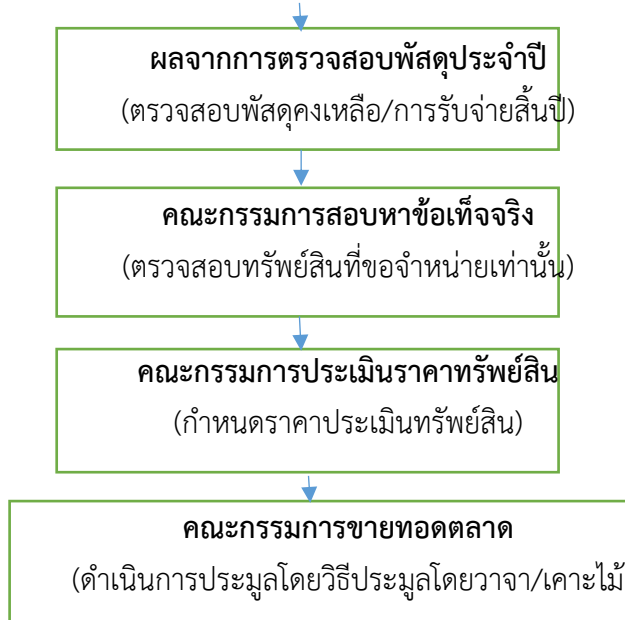 ผลจากการตรวจสอบพัสดุประจำปี
(ตรวจสอบพัสดุคงเหลือ/การรับจ่ายสิ้นปี)
คณะกรรมการสอบหาข้อเท็จจริง
(ตรวจสอบทรัพย์สินที่ขอจำหน่ายเท่านั้น)
คณะกรรมการประเมินราคาทรัพย์สิน
(กำหนดราคาประเมินทรัพย์สิน)
คณะกรรมการขายทอดตลาด
(ดำเนินการประมูลโดยวิธีประมูลโดยวาจา/เคาะไม้